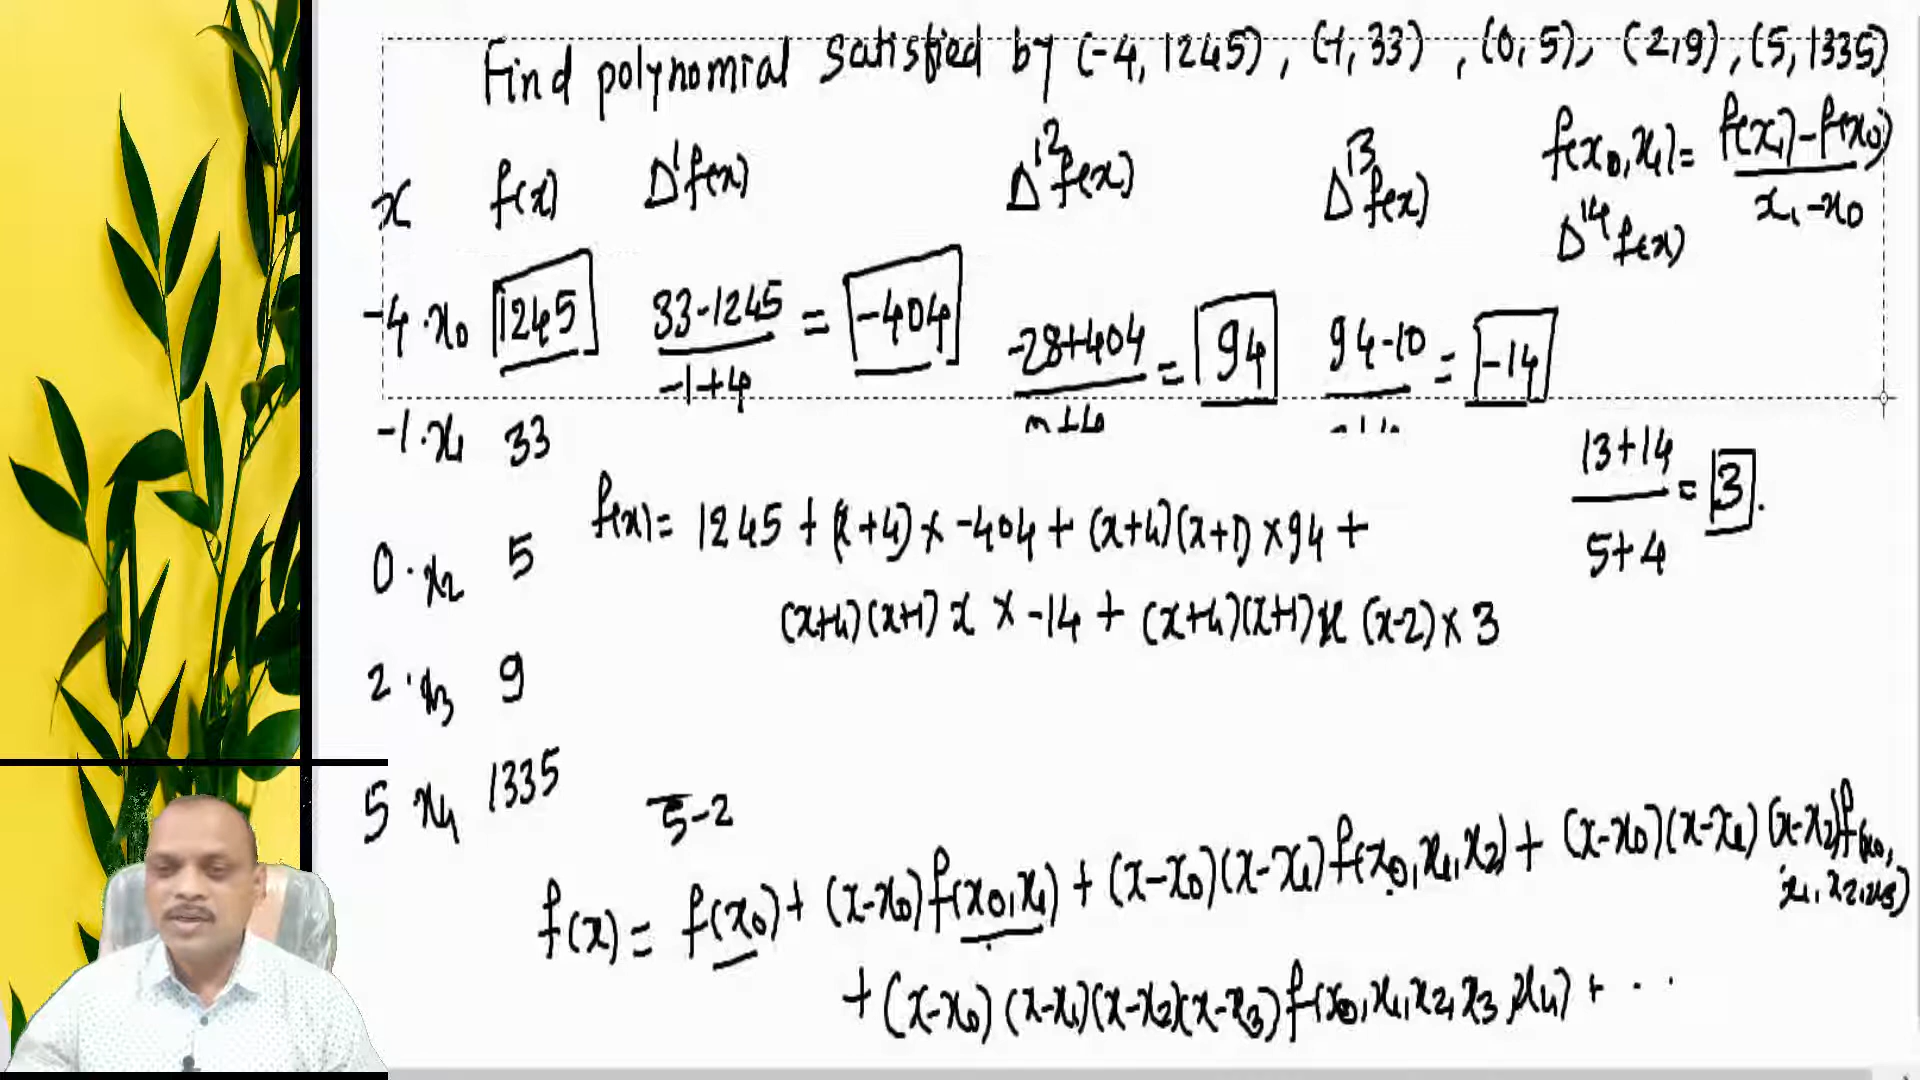 Find polynomial satisfied by (-4, 1245), (-1, 33), (0, 5), (2, 9), (5, 1335)
f(x0, x1) = f(x1) - f(x0) / x1 - x0
x f(x) Δ|¹f(x) Δ|²f(x) Δ|³f(x) Δ|⁴f(x)
-4 · x0 1245 33-1245 / -1+4 = -404 -28+404 = 94 94-10 = -14
-1 · x1 33
13+14 / 5+4 = 3.
f(x) = 1245 + (x+4) × -404 + (x+4)(x+1) × 94 +
0 · x2 5
(x+4)(x+1) x × -14 + (x+4)(x+1) x (x-2) × 3
2 · x3 9
5 x4 1335
5-2
f(x) = f(x0) + (x-x0) f(x0, x1) + (x-x0)(x-x1) f(x0, x1, x2) + (x-x0)(x-x1)(x-x2) f(x0, x1, x2, x3)
+ (x-x0)(x-x1)(x-x2)(x-x3) f(x0, x1, x2, x3, x4) + ...